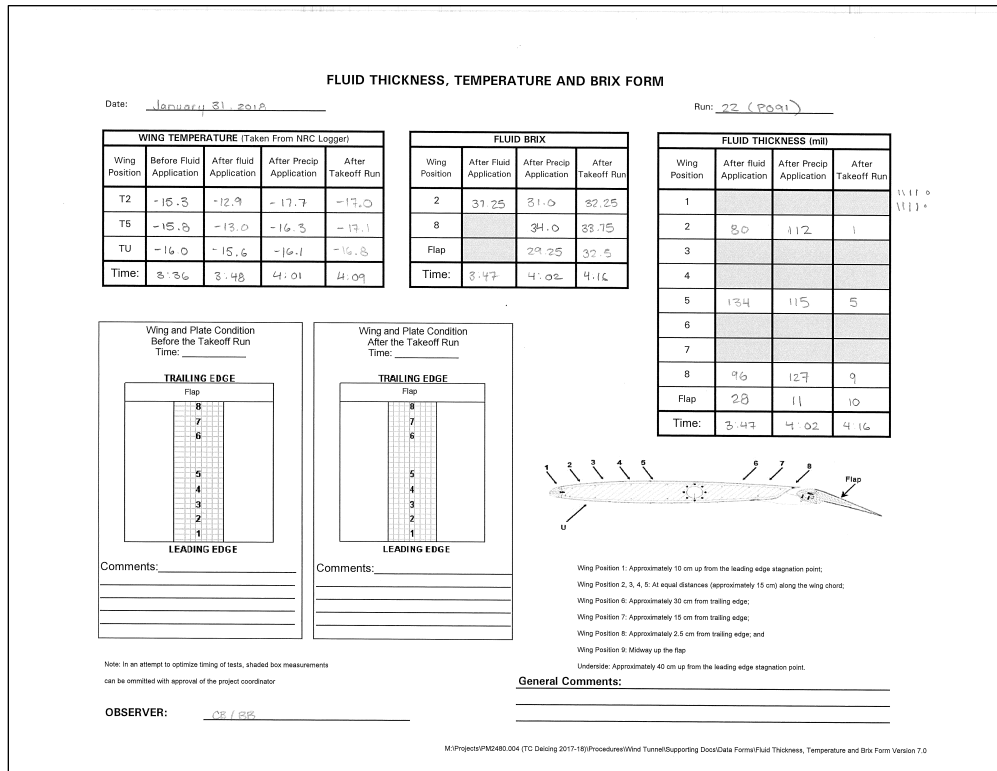 FLUID THICKNESS, TEMPERATURE AND BRIX FORM
Date: January 31, 2018
Run: 22 (P091)
WING TEMPERATURE (Taken From NRC Logger)
Wing Position Before Fluid Application After fluid Application After Precip Application After Takeoff Run
T2 -15.3 -12.9 -17.7 -17.0
T5 -15.8 -13.0 -16.3 -17.1
TU -16.0 -15.6 -16.1 -16.8
Time: 3:36 3:48 4:01 4:09
FLUID BRIX
Wing Position After Fluid Application After Precip Application After Takeoff Run
2 37.25 31.0 32.25
8 34.0 33.75
Flap 29.25 32.5
Time: 3:47 4:02 4:16
FLUID THICKNESS (mil)
Wing Position After fluid Application After Precip Application After Takeoff Run
1
2 80 112 1
3
4
5 134 115 5
6
7
8 96 127 9
Flap 28 11 10
Time: 3:47 4:02 4:16
Wing and Plate Condition
Before the Takeoff Run
Time:
TRAILING EDGE
Flap
8
7
6
5
4
3
2
1
LEADING EDGE
Comments:
Wing and Plate Condition
After the Takeoff Run
Time:
TRAILING EDGE
Flap
8
7
6
5
4
3
2
1
LEADING EDGE
Comments:
1 2 3 4 5 6 7 8
Flap
U
Wing Position 1: Approximately 10 cm up from the leading edge stagnation point;
Wing Position 2, 3, 4, 5: At equal distances (approximately 15 cm) along the wing chord;
Wing Position 6: Approximately 30 cm from trailing edge;
Wing Position 7: Approximately 15 cm from trailing edge;
Wing Position 8: Approximately 2.5 cm from trailing edge; and
Wing Position 9: Midway up the flap
Underside: Approximately 40 cm up from the leading edge stagnation point.
Note: In an attempt to optimize timing of tests, shaded box measurements
can be ommitted with approval of the project coordinator
General Comments:
OBSERVER: CB / BB
M:\Projects\PM2480.004 (TC Deicing 2017-18)\Procedures\Wind Tunnel\Supporting Docs\Data Forms\Fluid Thickness, Temperature and Brix Form Version 7.0